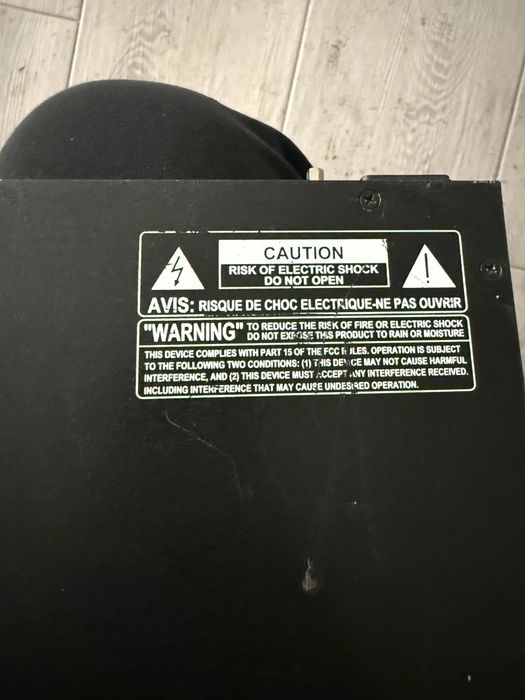 CAUTION
RISK OF ELECTRIC SHOCK
DO NOT OPEN
AVIS: RISQUE DE CHOC ELECTRIQUE-NE PAS OUVRIR
"WARNING" TO REDUCE THE RISK OF FIRE OR ELECTRIC SHOCK
DO NOT EXPOSE THIS PRODUCT TO RAIN OR MOISTURE
THIS DEVICE COMPLIES WITH PART 15 OF THE FCC RULES. OPERATION IS SUBJECT
TO THE FOLLOWING TWO CONDITIONS: (1) THIS DEVICE MAY NOT CAUSE HARMFUL
INTERFERENCE, AND (2) THIS DEVICE MUST ACCEPT ANY INTERFERENCE RECEIVED.
INCLUDING INTERFERENCE THAT MAY CAUSE UNDESIRED OPERATION.